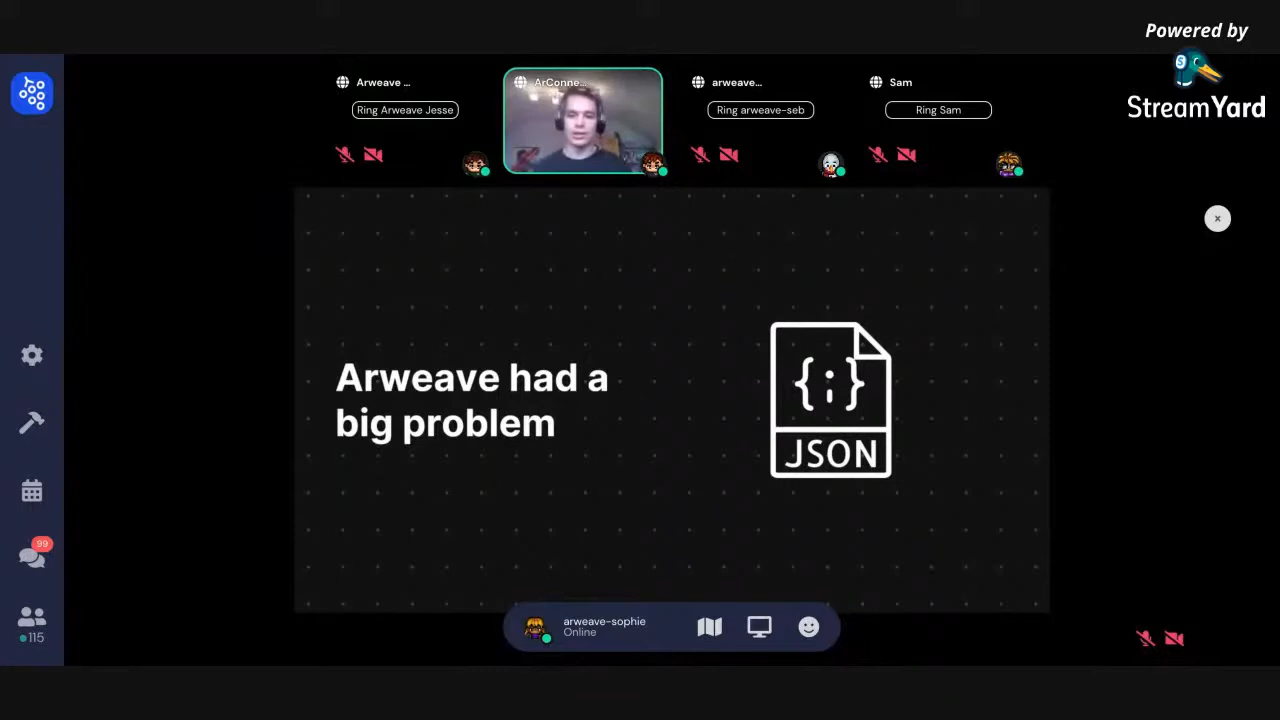 Powered by
StreamYard
Arweave ...
Ring Arweave Jesse
ArConne...
arweave...
Ring arweave-seb
Sam
Ring Sam
S
×
Arweave had a
big problem
{;}
JSON
99
115
arweave-sophie
Online